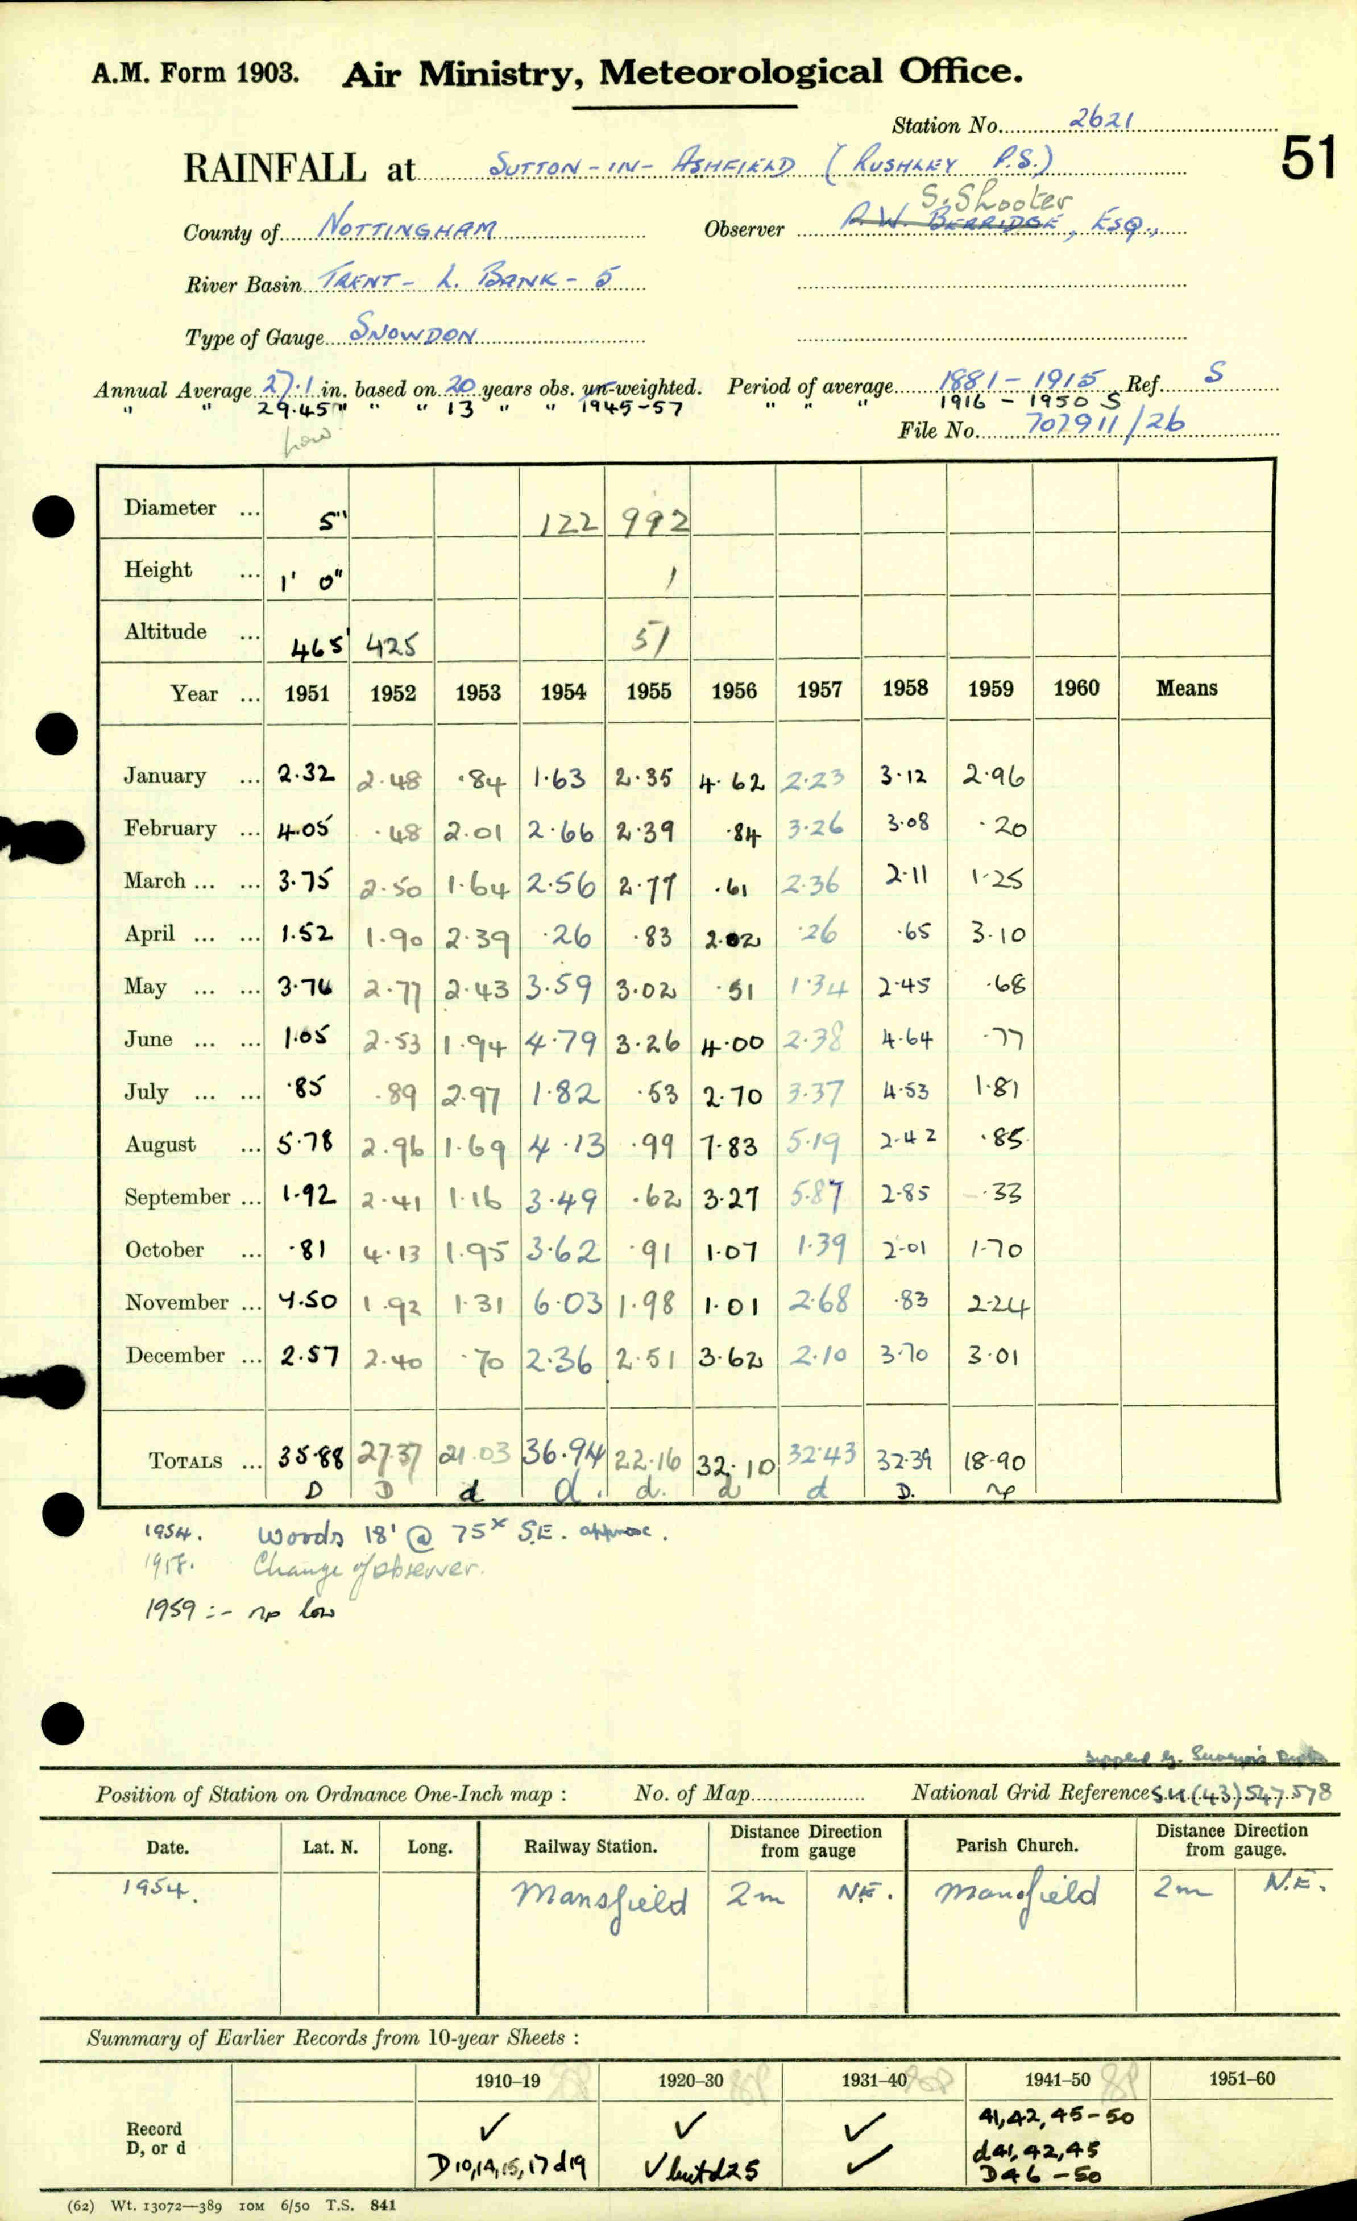 A.M. Form 1903. Air Ministry, Meteorological Office.
Station No. 2621
51
RAINFALL at SUTTON-IN-ASHFIELD (RUSHLEY P.S.)
S. Shooter
County of NOTTINGHAM Observer R.W. BERRIDGE, ESQ.,
River Basin TRENT - L. BANK - 5
Type of Gauge SNOWDON
Annual Average 27.1 in. based on 20 years obs. un-weighted. Period of average 1881-1915 Ref. S
" " 29.45 " " " 13 " " 1945-57 " " " 1916 - 1950 S
low
File No. 707911/26
Diameter ... 5" 122 992
Height ... 1' 0" 1
Altitude ... 465' 425 51
Year ... 1951 1952 1953 1954 1955 1956 1957 1958 1959 1960 Means
January ... 2.32 2.48 .84 1.63 2.35 4.62 2.23 3.12 2.96
February ... 4.05 .48 2.01 2.66 2.39 .84 3.26 3.08 .20
March ... ... 3.75 2.50 1.64 2.56 2.77 .61 2.36 2.11 1.25
April ... ... 1.52 1.90 2.39 .26 .83 2.02 .26 .65 3.10
May ... ... 3.76 2.77 2.43 3.59 3.02 .51 1.34 2.45 .68
June ... ... 1.05 2.53 1.94 4.79 3.26 4.00 2.38 4.64 .77
July ... ... .85 .89 2.97 1.82 .53 2.70 3.37 4.53 1.81
August ... 5.78 2.96 1.69 4.13 .99 7.83 5.19 2.42 .85
September ... 1.92 2.41 1.16 3.49 .62 3.27 5.87 2.85 .33
October ... .81 4.13 1.95 3.62 .91 1.07 1.39 2.01 1.70
November ... 4.50 1.92 1.31 6.03 1.98 1.01 2.68 .83 2.24
December ... 2.57 2.40 .70 2.36 2.51 3.62 2.10 3.70 3.01
TOTALS ... 35.88 27.37 21.03 36.94 22.16 32.10 32.43 32.39 18.90
D D d d. d. d d D. np
1954. Woods 18' @ 75x S.E. approx.
1958. Change of observer.
1959 :- np low
Position of Station on Ordnance One-Inch map : No. of Map National Grid Reference SK(43)547578
Date. Lat. N. Long. Railway Station. Distance from gauge Direction Parish Church. Distance from gauge. Direction
1954. Mansfield 2m N.E. Mansfield 2m N.E.
Summary of Earlier Records from 10-year Sheets :
1910–19 1920–30 1931–40 1941–50 1951–60
Record ✓ ✓ ✓ 41,42,45-50
D, or d D10,14,15,17 d19 ✓ but d25 ✓ d41,42,45
D46-50
(62) Wt. 13072—389 10M 6/50 T.S. 841